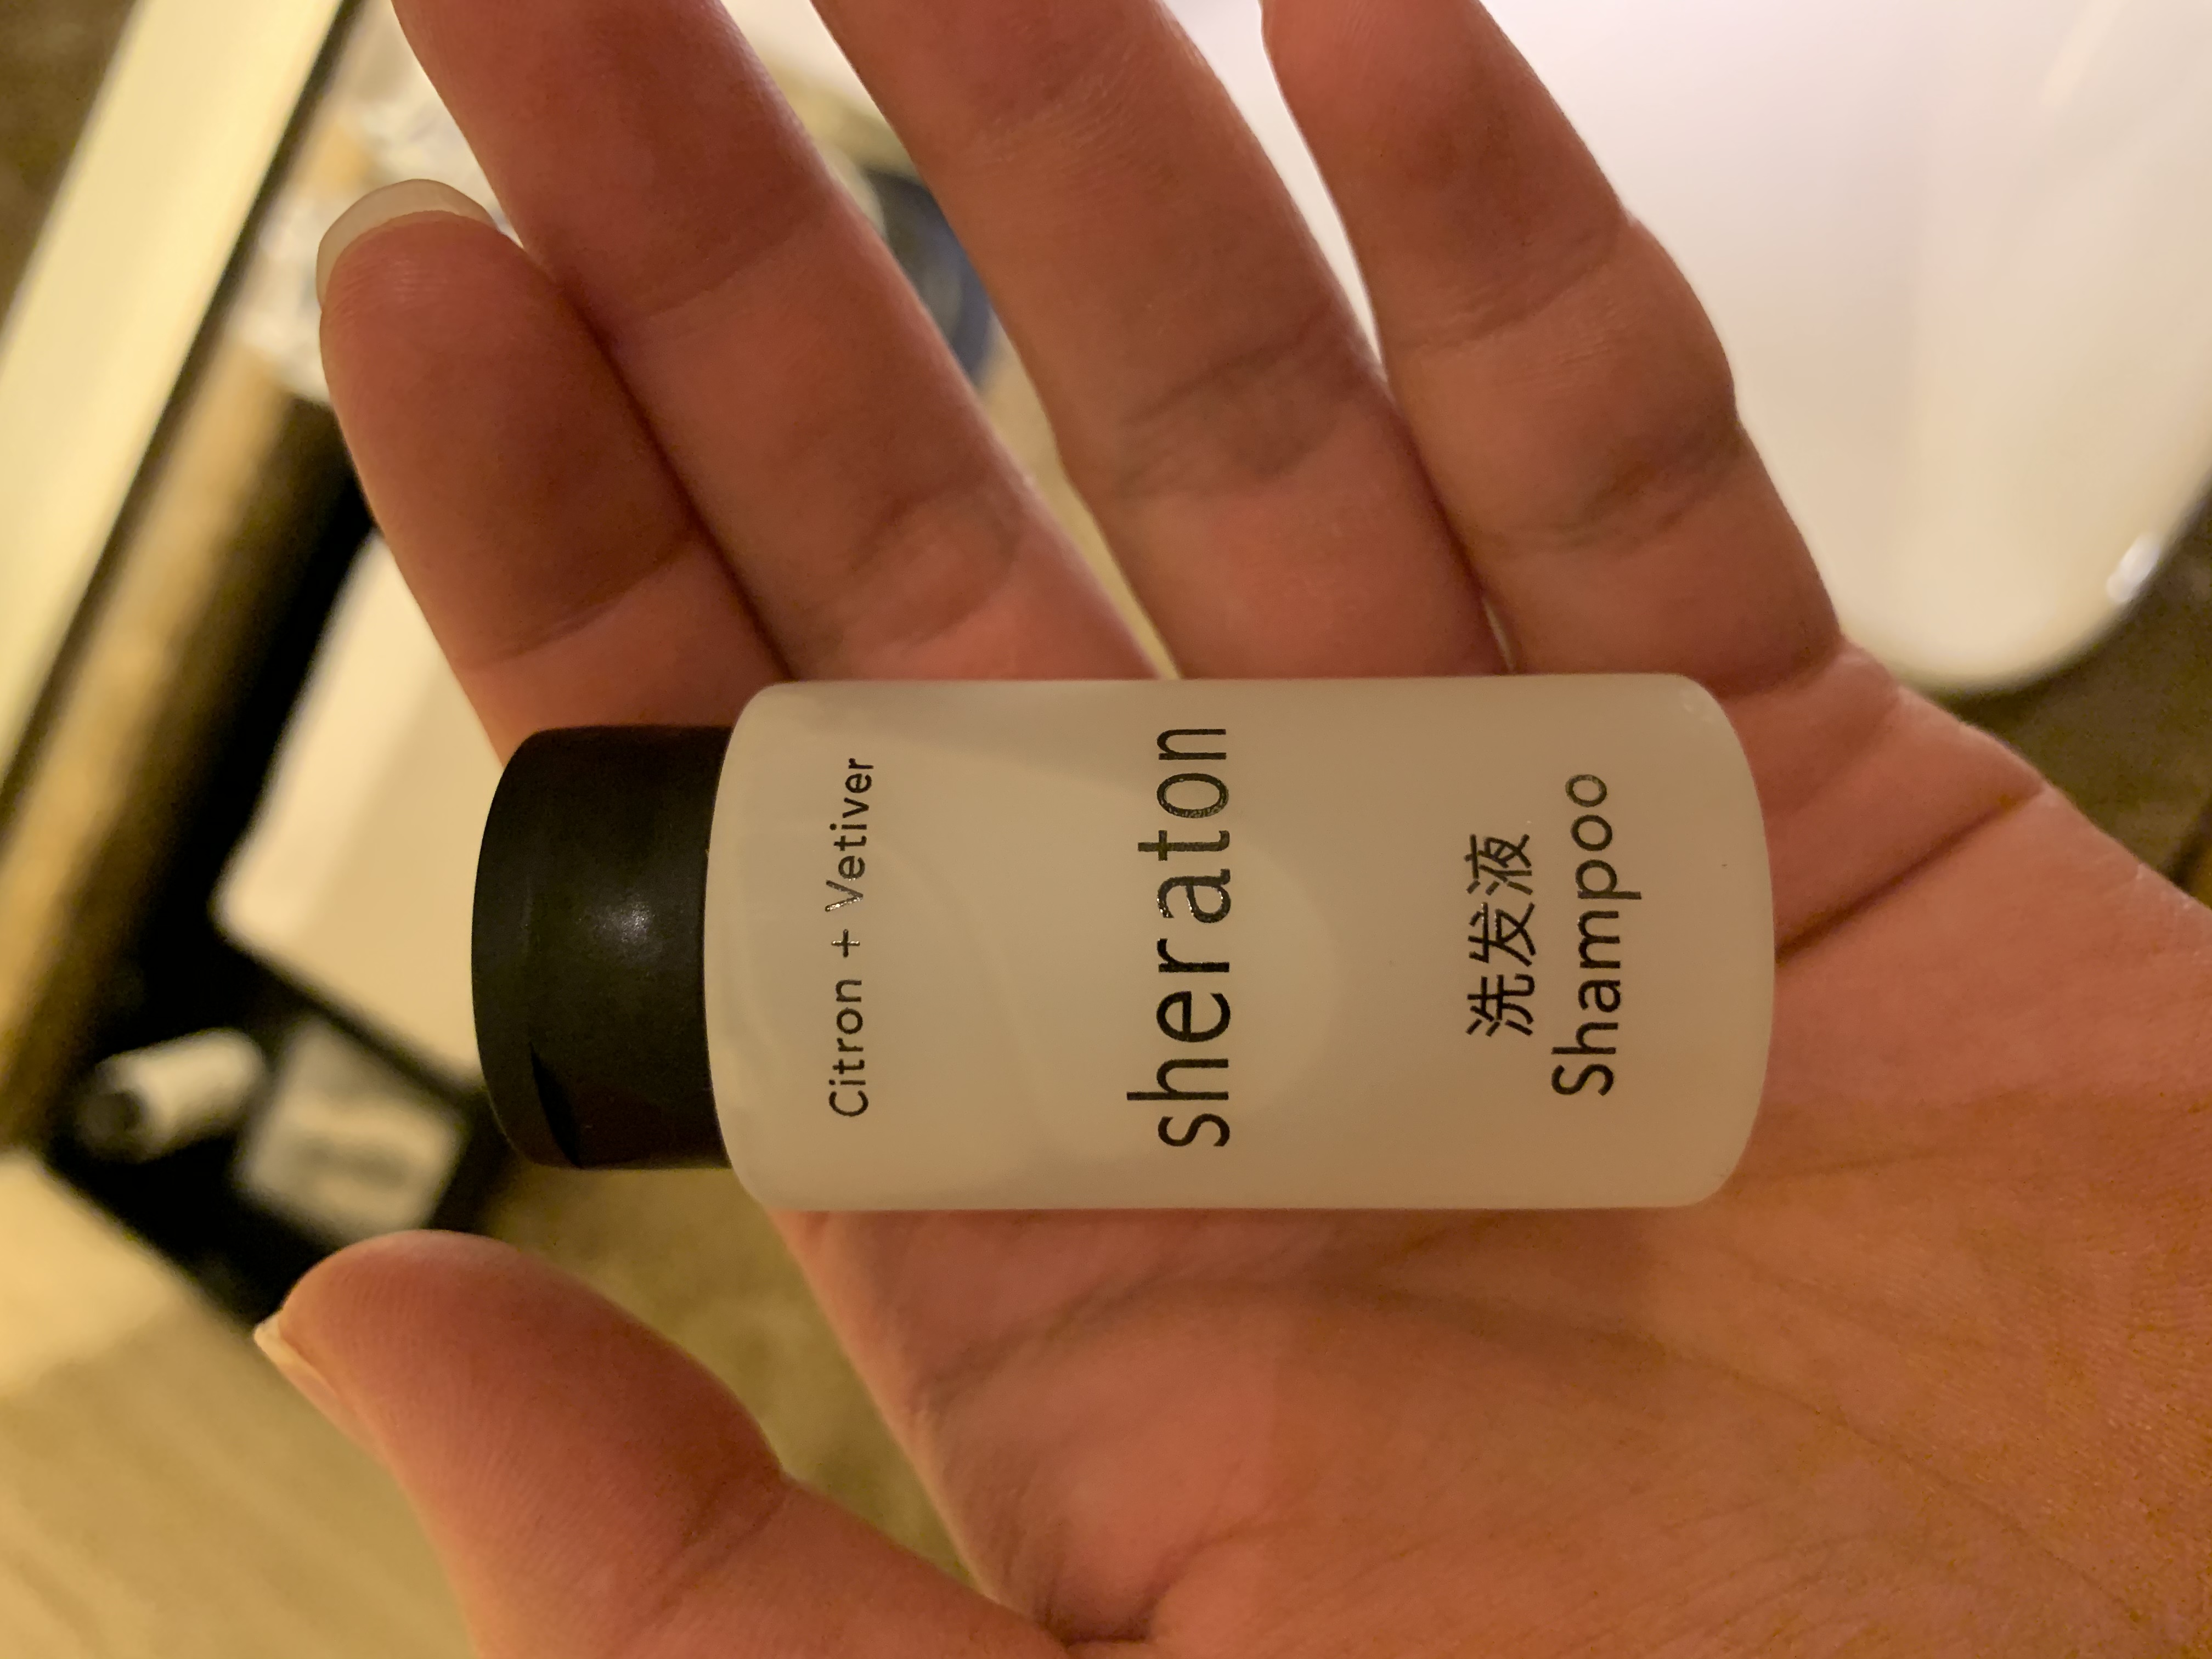 Citron + Vetiver
sheraton
洗发液
Shampoo